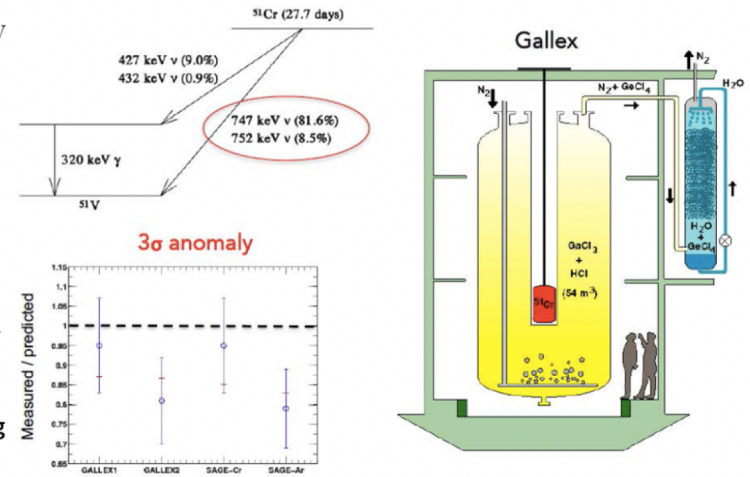 ⁵¹Cr (27.7 days)
427 keV ν (9.0%)
432 keV ν (0.9%)
747 keV ν (81.6%)
752 keV ν (8.5%)
320 keV γ
⁵¹V
3σ anomaly
1.15
1.1
1.05
1
0.95
0.9
0.85
0.8
0.75
0.7
0.65
Measured / predicted
GALLEX1 GALLEX2 SAGE-Cr SAGE-Ar
Gallex
N₂
N₂ + GeCl₄
N₂
H₂O
H₂O
+
GeCl₄
GaCl₃
+
HCl
(54 m³)
⁵¹Cr